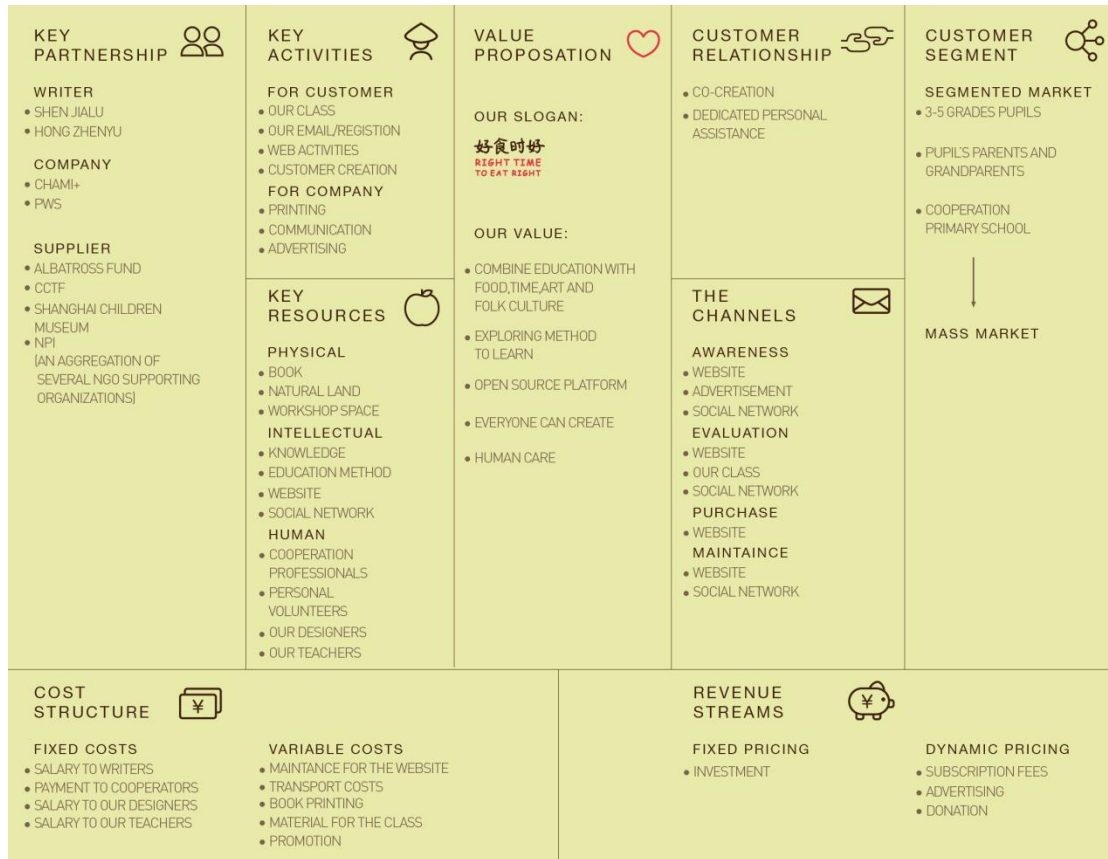 KEY
PARTNERSHIP
WRITER
• SHEN JIALU
• HONG ZHENYU
COMPANY
• CHAMI+
• PWS
SUPPLIER
• ALBATROSS FUND
• CCTF
• SHANGHAI CHILDREN
MUSEUM
• NPI
(AN AGGREGATION OF
SEVERAL NGO SUPPORTING
ORGANIZATIONS)
KEY
ACTIVITIES
FOR CUSTOMER
• OUR CLASS
• OUR EMAIL/REGISTION
• WEB ACTIVITIES
• CUSTOMER CREATION
FOR COMPANY
• PRINTING
• COMMUNICATION
• ADVERTISING
KEY
RESOURCES
PHYSICAL
• BOOK
• NATURAL LAND
• WORKSHOP SPACE
INTELLECTUAL
• KNOWLEDGE
• EDUCATION METHOD
• WEBSITE
• SOCIAL NETWORK
HUMAN
• COOPERATION
PROFESSIONALS
• PERSONAL
VOLUNTEERS
• OUR DESIGNERS
• OUR TEACHERS
VALUE
PROPOSATION
OUR SLOGAN:
好食时好
RIGHT TIME
TO EAT RIGHT
OUR VALUE:
• COMBINE EDUCATION WITH
FOOD,TIME,ART AND
FOLK CULTURE
• EXPLORING METHOD
TO LEARN
• OPEN SOURCE PLATFORM
• EVERYONE CAN CREATE
• HUMAN CARE
CUSTOMER
RELATIONSHIP
• CO-CREATION
• DEDICATED PERSONAL
ASSISTANCE
THE
CHANNELS
AWARENESS
• WEBSITE
• ADVERTISEMENT
• SOCIAL NETWORK
EVALUATION
• WEBSITE
• OUR CLASS
• SOCIAL NETWORK
PURCHASE
• WEBSITE
MAINTAINCE
• WEBSITE
• SOCIAL NETWORK
CUSTOMER
SEGMENT
SEGMENTED MARKET
• 3-5 GRADES PUPILS
• PUPIL'S PARENTS AND
GRANDPARENTS
• COOPERATION
PRIMARY SCHOOL
MASS MARKET
COST
STRUCTURE
¥
FIXED COSTS
• SALARY TO WRITERS
• PAYMENT TO COOPERATORS
• SALARY TO OUR DESIGNERS
• SALARY TO OUR TEACHERS
VARIABLE COSTS
• MAINTANCE FOR THE WEBSITE
• TRANSPORT COSTS
• BOOK PRINTING
• MATERIAL FOR THE CLASS
• PROMOTION
REVENUE
STREAMS
¥
FIXED PRICING
• INVESTMENT
DYNAMIC PRICING
• SUBSCRIPTION FEES
• ADVERTISING
• DONATION